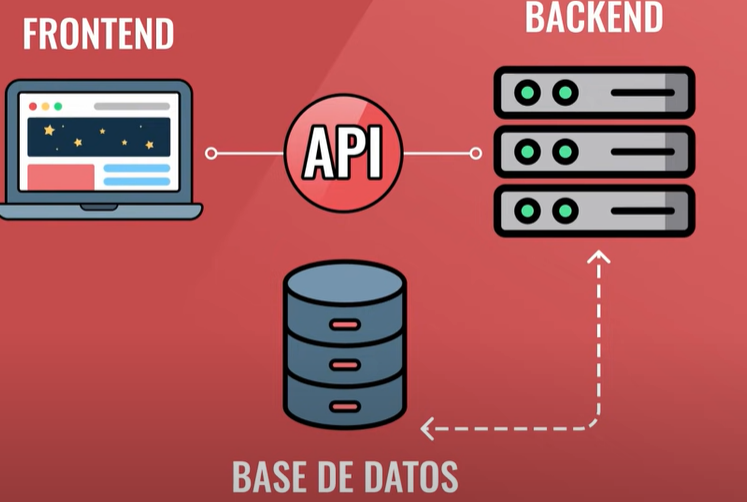 FRONTEND
BACKEND
API
BASE DE DATOS